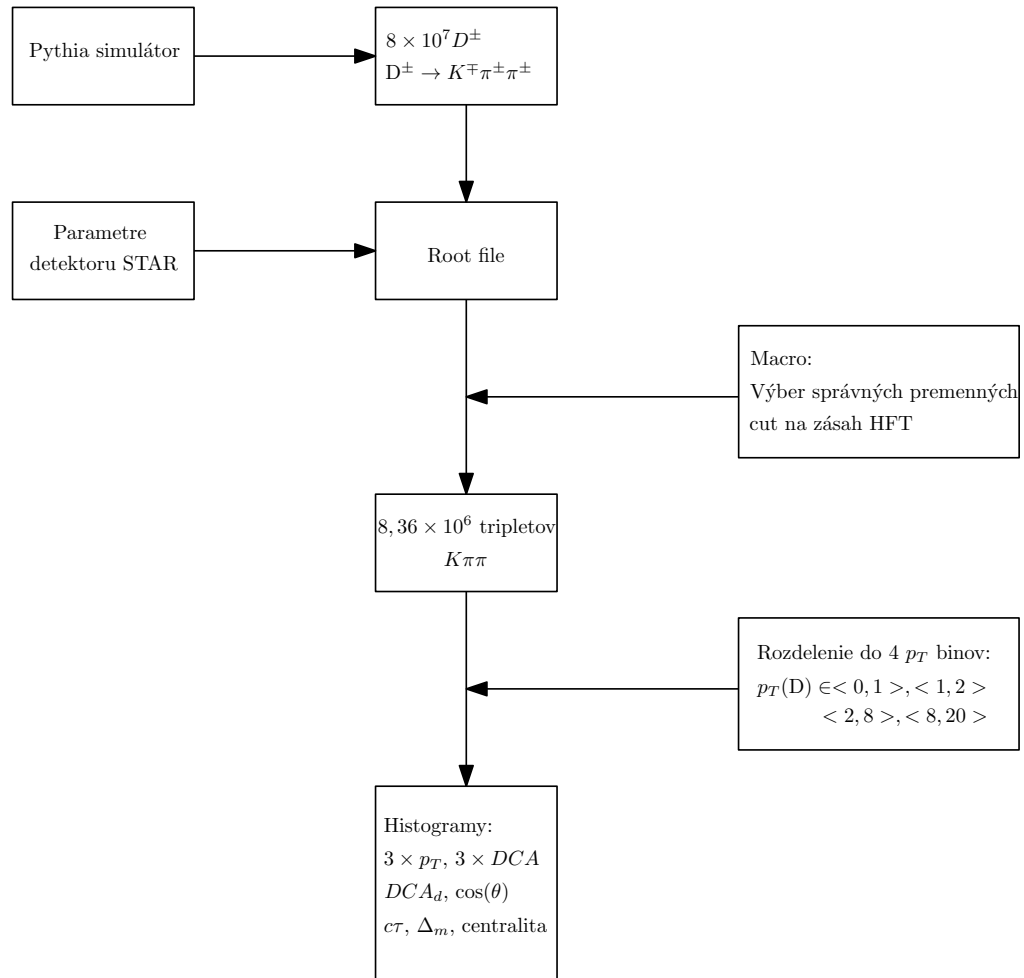 Pythia simulátor
8 × 10⁷D±
D± → K∓π±π±
Parametre
detektoru STAR
Root file
Macro:
Výber správných premenných
cut na zásah HFT
8, 36 × 10⁶ tripletov
Kππ
Rozdelenie do 4 p_T binov:
p_T(D) ∈< 0, 1 >, < 1, 2 >
< 2, 8 >, < 8, 20 >
Histogramy:
3 × p_T, 3 × DCA
DCA_d, cos(θ)
cτ, Δ_m, centralita